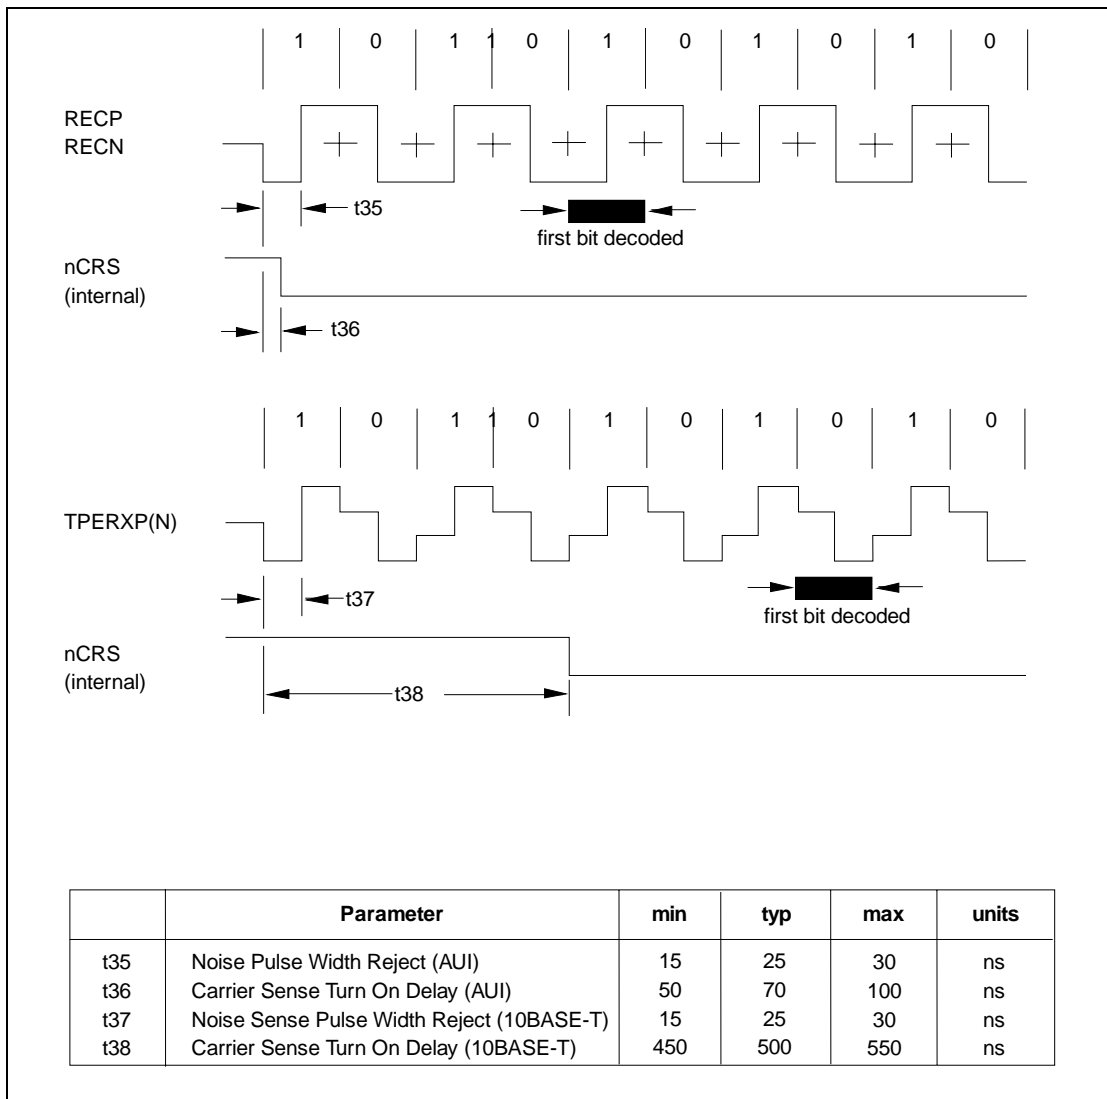 1 0 1 1 0 1 0 1 0 1 0
RECP
RECN
t35
first bit decoded
nCRS
(internal)
t36
1 0 1 1 0 1 0 1 0 1 0
TPERXP(N)
t37
first bit decoded
nCRS
(internal)
t38
Parameter min typ max units
t35 Noise Pulse Width Reject (AUI) 15 25 30 ns
t36 Carrier Sense Turn On Delay (AUI) 50 70 100 ns
t37 Noise Sense Pulse Width Reject (10BASE-T) 15 25 30 ns
t38 Carrier Sense Turn On Delay (10BASE-T) 450 500 550 ns